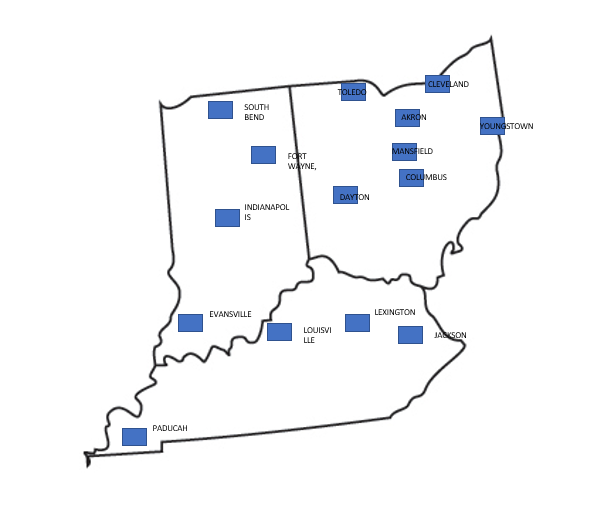 CLEVELAND
TOLEDO
SOUTH
BEND
AKRON
YOUNGSTOWN
MANSFIELD
FORT
WAYNE,
COLUMBUS
DAYTON
INDIANAPOL
IS
EVANSVILLE
LEXINGTON
LOUISVI
LLE
JACKSON
PADUCAH